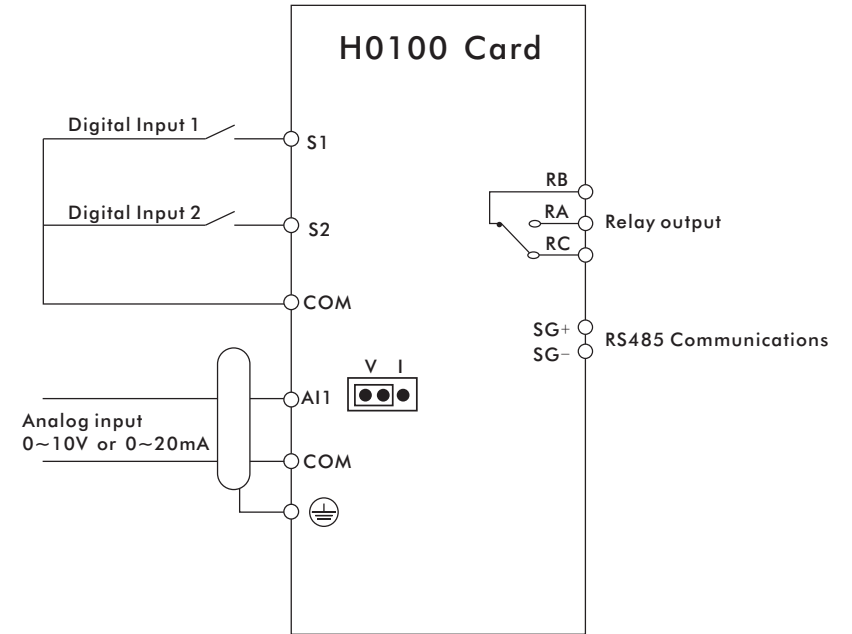 H0100 Card
Digital Input 1
S1
Digital Input 2
S2
COM
RB
RA
Relay output
RC
SG+
SG−
RS485 Communications
V I
AI1
Analog input
0~10V or 0~20mA
COM